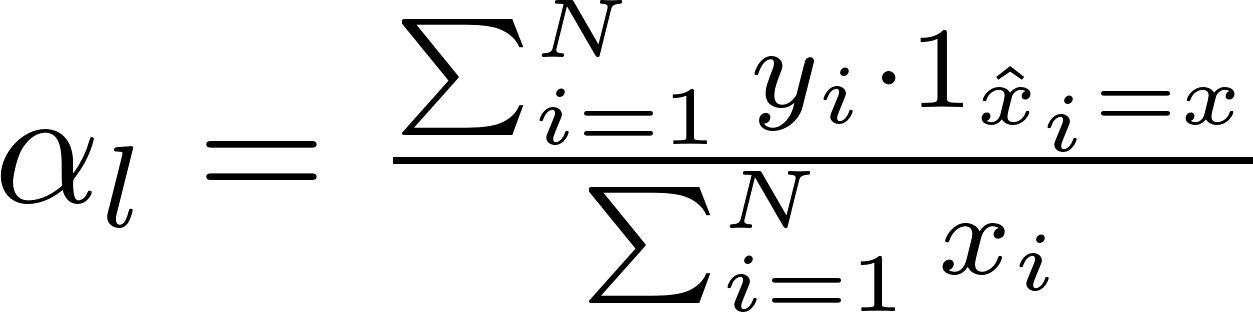 α_l = \frac{\sum_{i=1}^{N} y_i \cdot 1_{\hat{x}_i = x}}{\sum_{i=1}^{N} x_i}